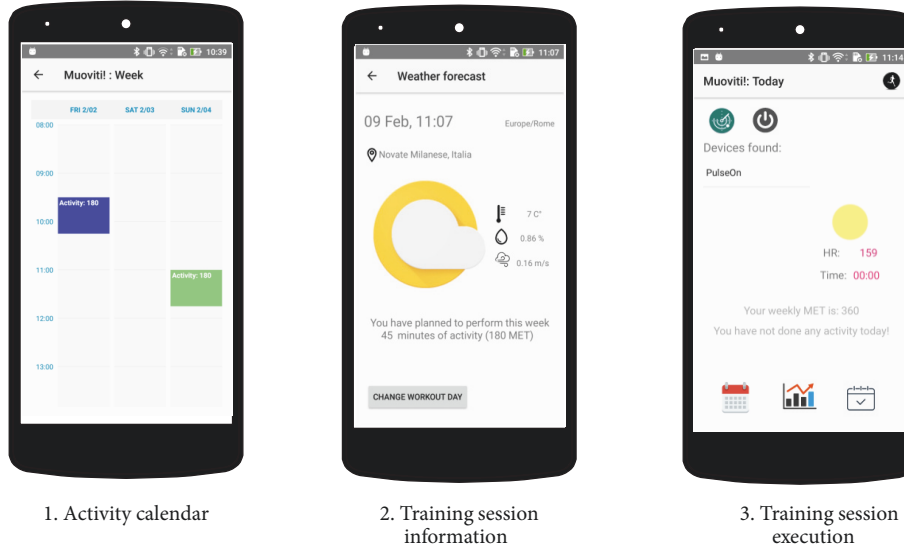 10:39
Muoviti! : Week
FRI 2/02 SAT 2/03 SUN 2/04
08:00
09:00
Activity: 180
10:00
11:00
Activity: 180
12:00
13:00
1. Activity calendar
11:07
Weather forecast
09 Feb, 11:07 Europe/Rome
Novate Milanese, Italia
7 C°
0.86 %
0.16 m/s
You have planned to perform this week
45 minutes of activity (180 MET)
CHANGE WORKOUT DAY
2. Training session
information
11:14
Muoviti!: Today
Devices found:
PulseOn
HR: 159
Time: 00:00
Your weekly MET is: 360
You have not done any activity today!
3. Training session
execution